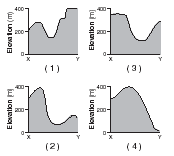 Elevation (m)
400
200
0
X
Y
( 1 )
Elevation (m)
400
200
0
X
Y
( 3 )
Elevation (m)
400
200
0
X
Y
( 2 )
Elevation (m)
400
200
0
X
Y
( 4 )